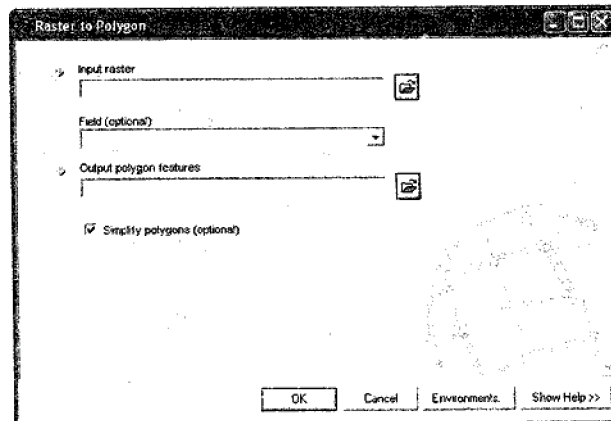 Raster to Polygon
Input raster
Field (optional)
Output polygon features
Simplify polygons (optional)
OK
Cancel
Environments.
Show Help >>